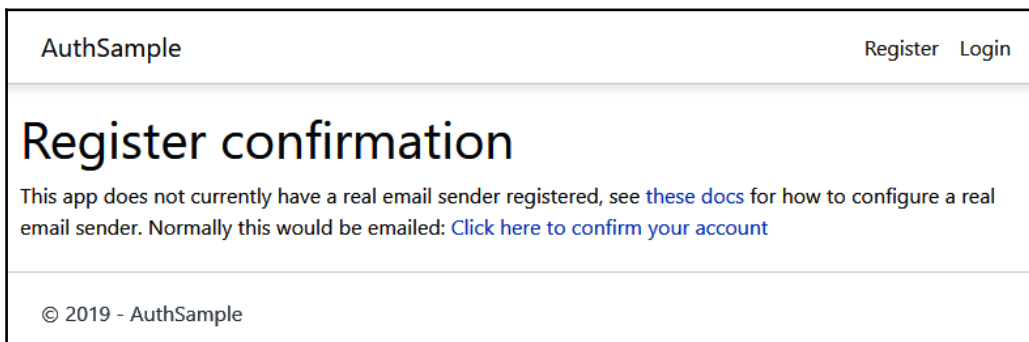 AuthSample
Register Login
Register confirmation
This app does not currently have a real email sender registered, see these docs for how to configure a real
email sender. Normally this would be emailed: Click here to confirm your account
© 2019 - AuthSample